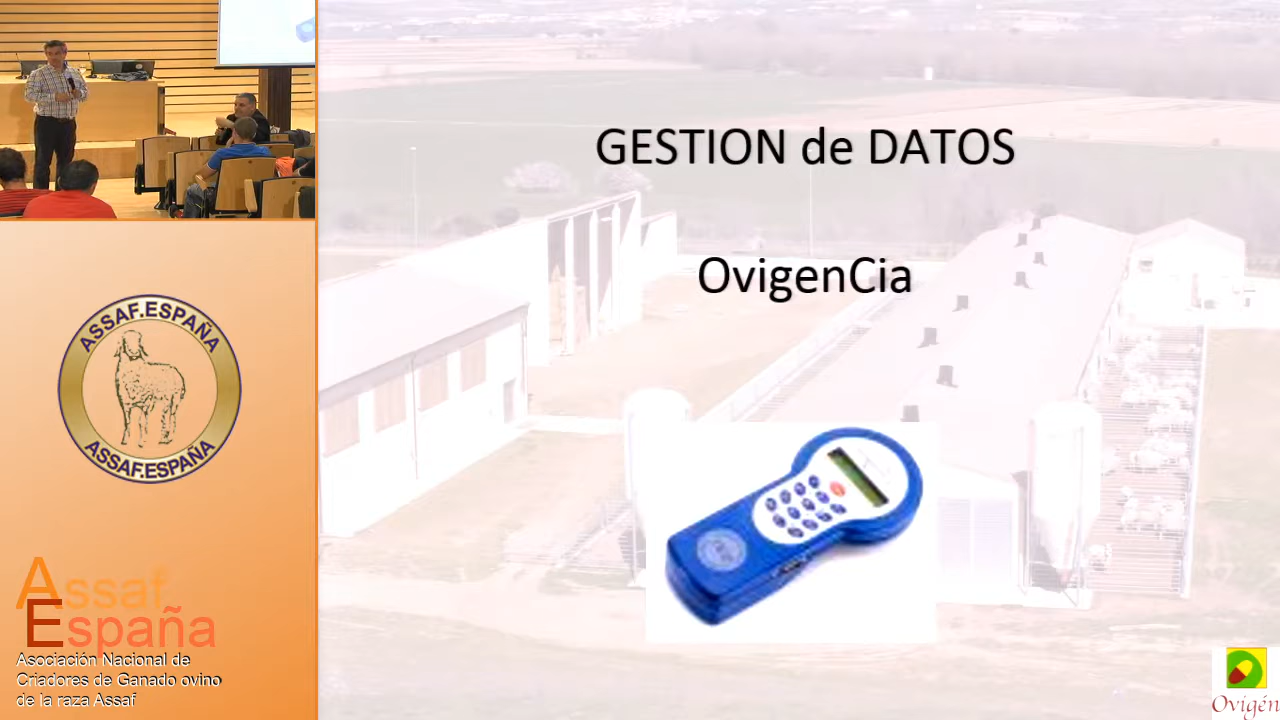 GESTION de DATOS
OvigenCia
ASSAF.ESPAÑA
ASSAF.ESPAÑA
Assaf
España
Asociación Nacional de
Criadores de Ganado ovino
de la raza Assaf
Ovigén